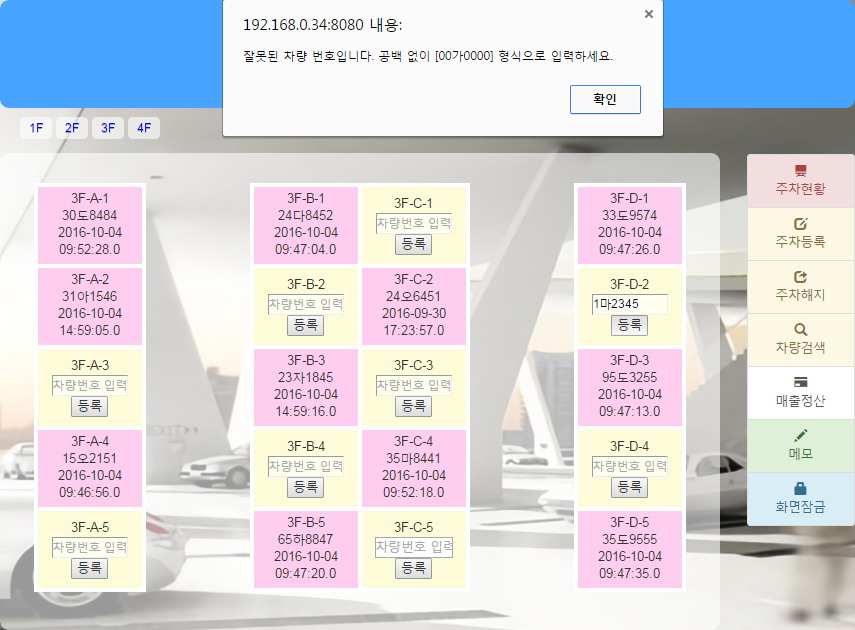 192.168.0.34:8080 내용:
잘못된 차량 번호입니다. 공백 없이 [00가0000] 형식으로 입력하세요.
확인
1F 2F 3F 4F
3F-A-1
30도8484
2016-10-04
09:52:28.0
3F-A-2
31아1546
2016-10-04
14:59:05.0
3F-A-3
차량번호 입력
등록
3F-A-4
15오2151
2016-10-04
09:46:56.0
3F-A-5
차량번호 입력
등록
3F-B-1
24다8452
2016-10-04
09:47:04.0
3F-B-2
차량번호 입력
등록
3F-B-3
23자1845
2016-10-04
14:59:16.0
3F-B-4
차량번호 입력
등록
3F-B-5
65하8847
2016-10-04
09:47:20.0
3F-C-1
차량번호 입력
등록
3F-C-2
24오6451
2016-09-30
17:23:57.0
3F-C-3
차량번호 입력
등록
3F-C-4
35마8441
2016-10-04
09:52:18.0
3F-C-5
차량번호 입력
등록
3F-D-1
33도9574
2016-10-04
09:47:26.0
3F-D-2
1마2345
등록
3F-D-3
95도3255
2016-10-04
09:47:13.0
3F-D-4
차량번호 입력
등록
3F-D-5
35도9555
2016-10-04
09:47:35.0
주차현황
주차등록
주차해지
차량검색
매출정산
메모
화면잠금